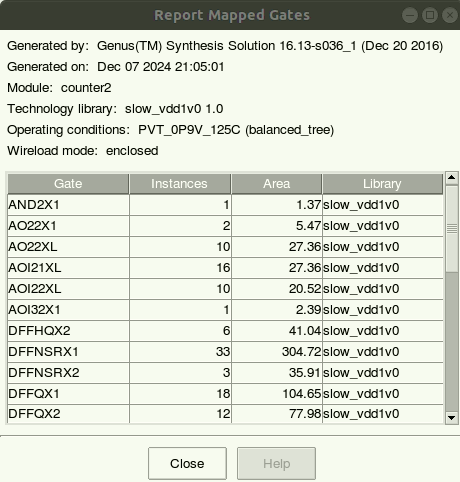 Report Mapped Gates
Generated by: Genus(TM) Synthesis Solution 16.13-s036_1 (Dec 20 2016)
Generated on: Dec 07 2024 21:05:01
Module: counter2
Technology library: slow_vdd1v0 1.0
Operating conditions: PVT_0P9V_125C (balanced_tree)
Wireload mode: enclosed
Gate Instances Area Library
AND2X1 1 1.37 slow_vdd1v0
AO22X1 2 5.47 slow_vdd1v0
AO22XL 10 27.36 slow_vdd1v0
AOI21XL 16 27.36 slow_vdd1v0
AOI22XL 10 20.52 slow_vdd1v0
AOI32X1 1 2.39 slow_vdd1v0
DFFHQX2 6 41.04 slow_vdd1v0
DFFNSRX1 33 304.72 slow_vdd1v0
DFFNSRX2 3 35.91 slow_vdd1v0
DFFQX1 18 104.65 slow_vdd1v0
DFFQX2 12 77.98 slow_vdd1v0
Close Help